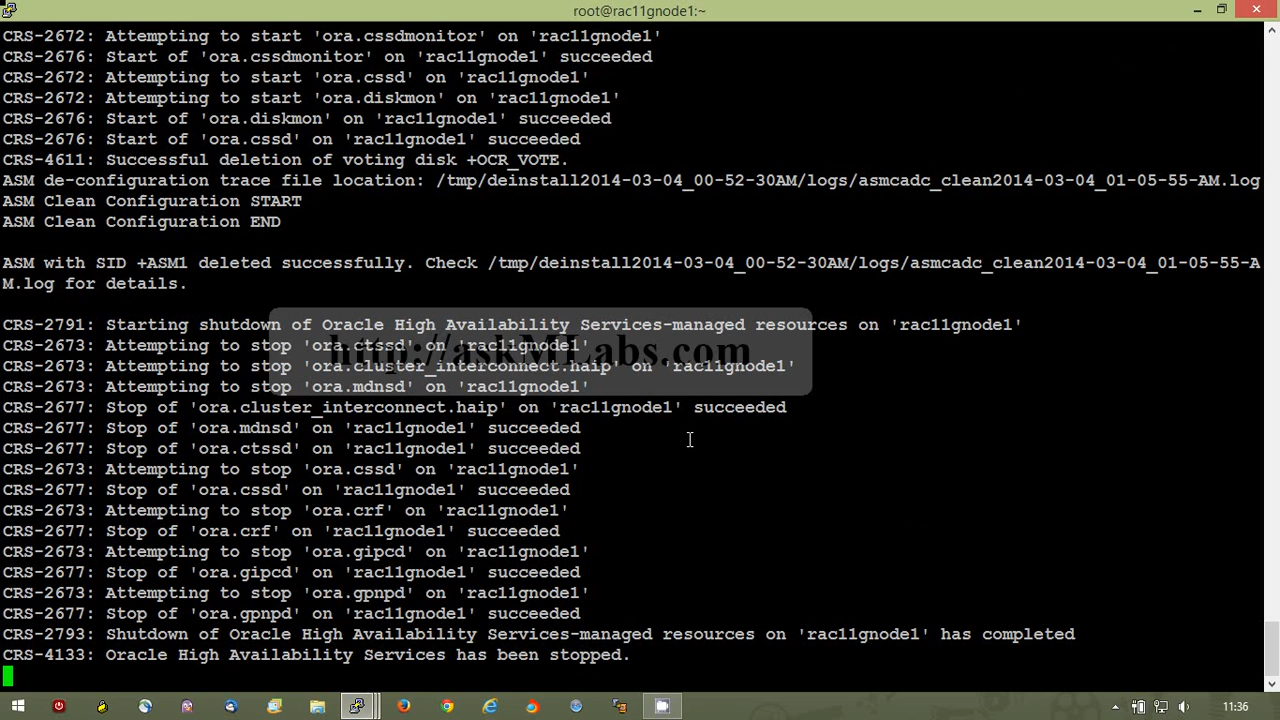 root@rac11gnode1:~
CRS-2672: Attempting to start 'ora.cssdmonitor' on 'rac11gnode1'
CRS-2676: Start of 'ora.cssdmonitor' on 'rac11gnode1' succeeded
CRS-2672: Attempting to start 'ora.cssd' on 'rac11gnode1'
CRS-2672: Attempting to start 'ora.diskmon' on 'rac11gnode1'
CRS-2676: Start of 'ora.diskmon' on 'rac11gnode1' succeeded
CRS-2676: Start of 'ora.cssd' on 'rac11gnode1' succeeded
CRS-4611: Successful deletion of voting disk +OCR_VOTE.
ASM de-configuration trace file location: /tmp/deinstall2014-03-04_00-52-30AM/logs/asmcadc_clean2014-03-04_01-05-55-AM.log
ASM Clean Configuration START
ASM Clean Configuration END
ASM with SID +ASM1 deleted successfully. Check /tmp/deinstall2014-03-04_00-52-30AM/logs/asmcadc_clean2014-03-04_01-05-55-A
M.log for details.
CRS-2791: Starting shutdown of Oracle High Availability Services-managed resources on 'rac11gnode1'
CRS-2673: Attempting to stop 'ora.ctssd' on 'rac11gnode1'
http://askMLabs.com
CRS-2673: Attempting to stop 'ora.cluster_interconnect.haip' on 'rac11gnode1'
CRS-2673: Attempting to stop 'ora.mdnsd' on 'rac11gnode1'
CRS-2677: Stop of 'ora.cluster_interconnect.haip' on 'rac11gnode1' succeeded
CRS-2677: Stop of 'ora.mdnsd' on 'rac11gnode1' succeeded
CRS-2677: Stop of 'ora.ctssd' on 'rac11gnode1' succeeded
CRS-2673: Attempting to stop 'ora.cssd' on 'rac11gnode1'
CRS-2677: Stop of 'ora.cssd' on 'rac11gnode1' succeeded
CRS-2673: Attempting to stop 'ora.crf' on 'rac11gnode1'
CRS-2677: Stop of 'ora.crf' on 'rac11gnode1' succeeded
CRS-2673: Attempting to stop 'ora.gipcd' on 'rac11gnode1'
CRS-2677: Stop of 'ora.gipcd' on 'rac11gnode1' succeeded
CRS-2673: Attempting to stop 'ora.gpnpd' on 'rac11gnode1'
CRS-2677: Stop of 'ora.gpnpd' on 'rac11gnode1' succeeded
CRS-2793: Shutdown of Oracle High Availability Services-managed resources on 'rac11gnode1' has completed
CRS-4133: Oracle High Availability Services has been stopped.
11:36